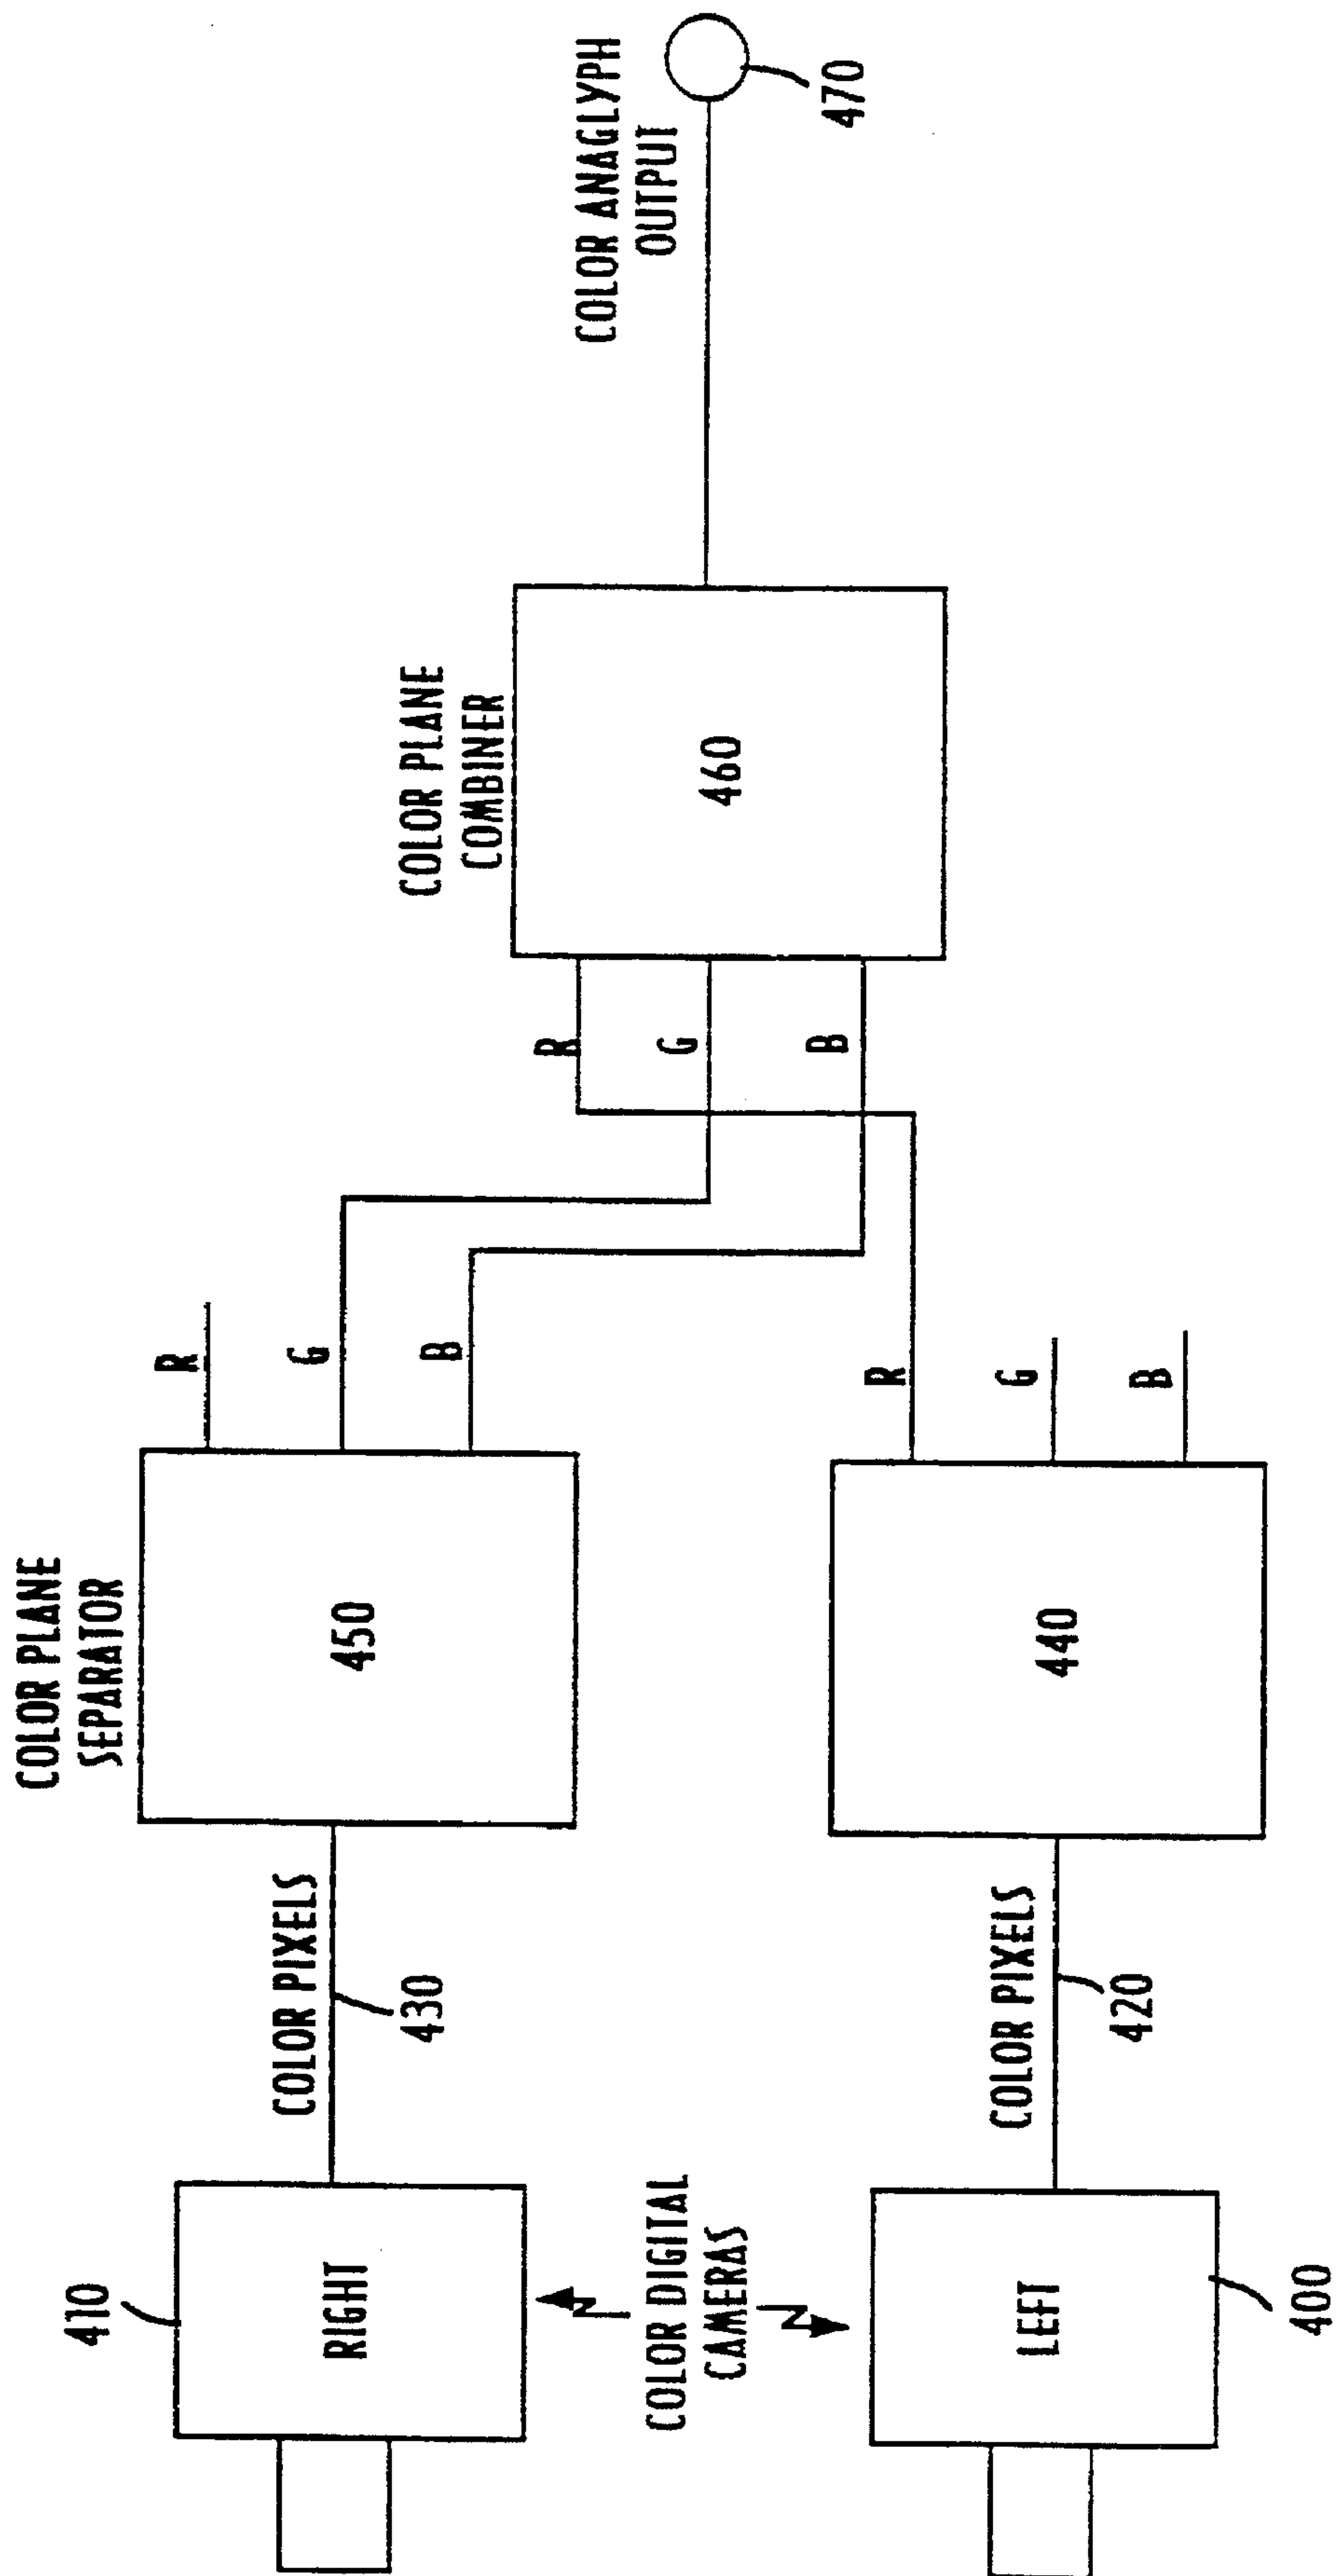 COLOR PLANE
SEPARATOR
410
RIGHT
COLOR PIXELS
430
450
R
G
B
COLOR DIGITAL
CAMERAS
COLOR PLANE
COMBINER
R
G
B
460
COLOR ANAGLYPH
OUTPUT
470
LEFT
400
COLOR PIXELS
420
440
R
G
B